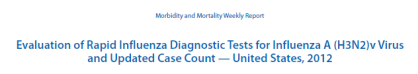 Morbidity and Mortality Weekly Report
Evaluation of Rapid Influenza Diagnostic Tests for Influenza A (H3N2)v Virus
and Updated Case Count — United States, 2012